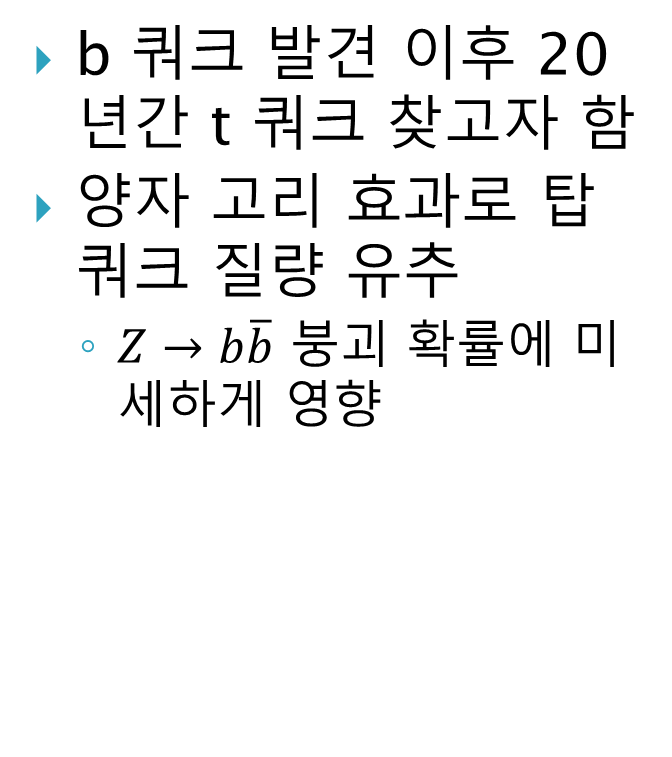 b 쿼크 발견 이후 20
년간 t 쿼크 찾고자 함
양자 고리 효과로 탑
쿼크 질량 유추
Z → bb̅ 붕괴 확률에 미
세하게 영향